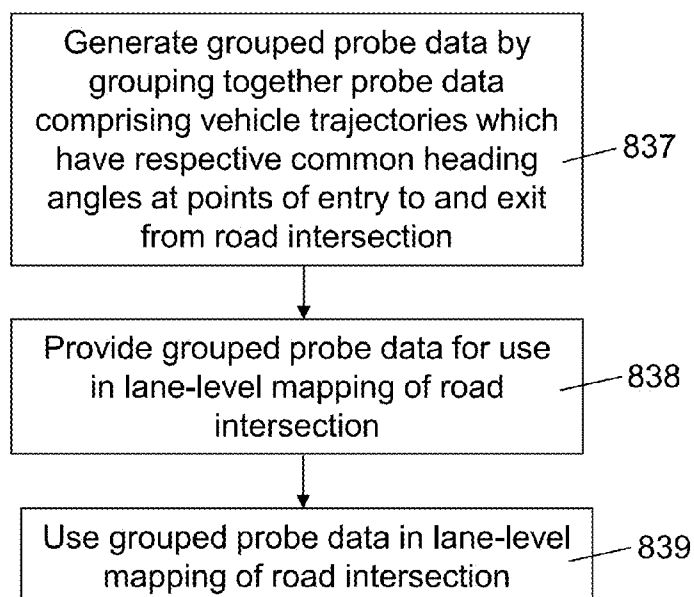 Generate grouped probe data by
grouping together probe data
comprising vehicle trajectories which
have respective common heading
angles at points of entry to and exit
from road intersection
837
Provide grouped probe data for use
in lane-level mapping of road
intersection
838
Use grouped probe data in lane-level
mapping of road intersection
839